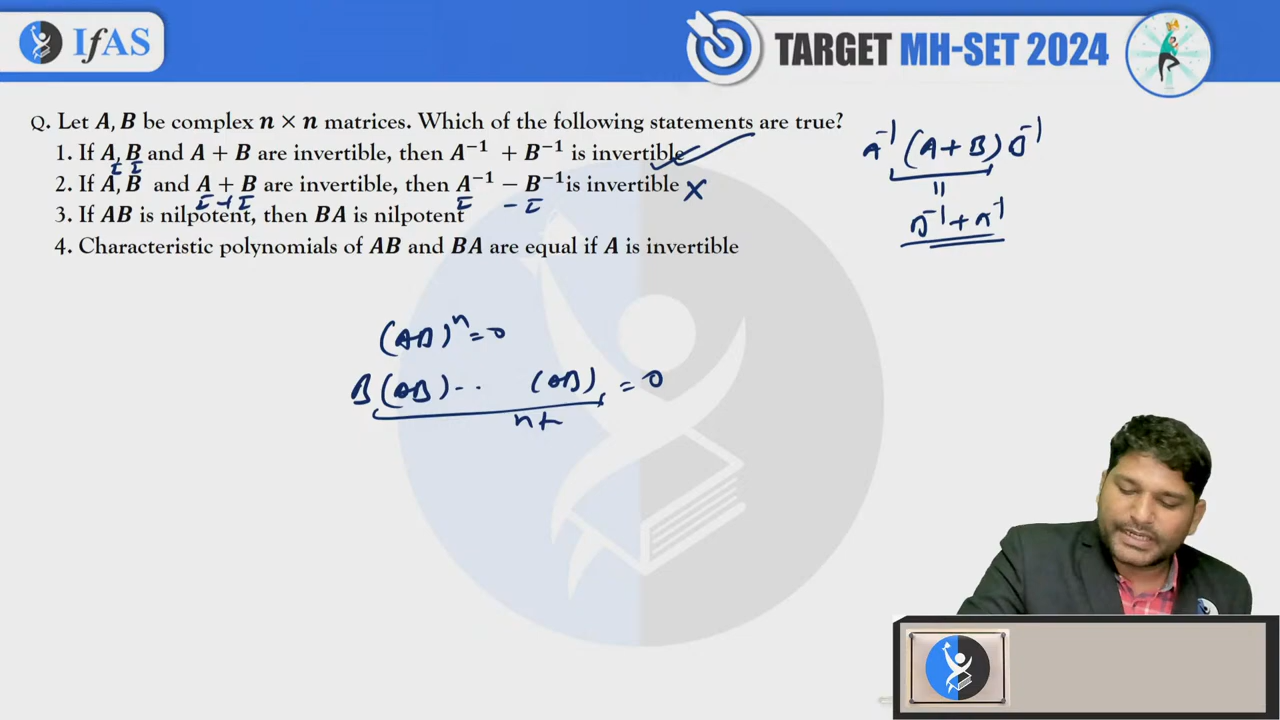 IfAS
TARGET MH-SET 2024
Q. Let A, B be complex n × n matrices. Which of the following statements are true?
1. If A, B and A + B are invertible, then A⁻¹ + B⁻¹ is invertible
I I
2. If A, B and A + B are invertible, then A⁻¹ − B⁻¹is invertible ×
I + I I − I
3. If AB is nilpotent, then BA is nilpotent
4. Characteristic polynomials of AB and BA are equal if A is invertible
A⁻¹ (A + B) B⁻¹
=
B⁻¹ + A⁻¹
(AB)ⁿ = 0
B (AB) - - (AB) = 0